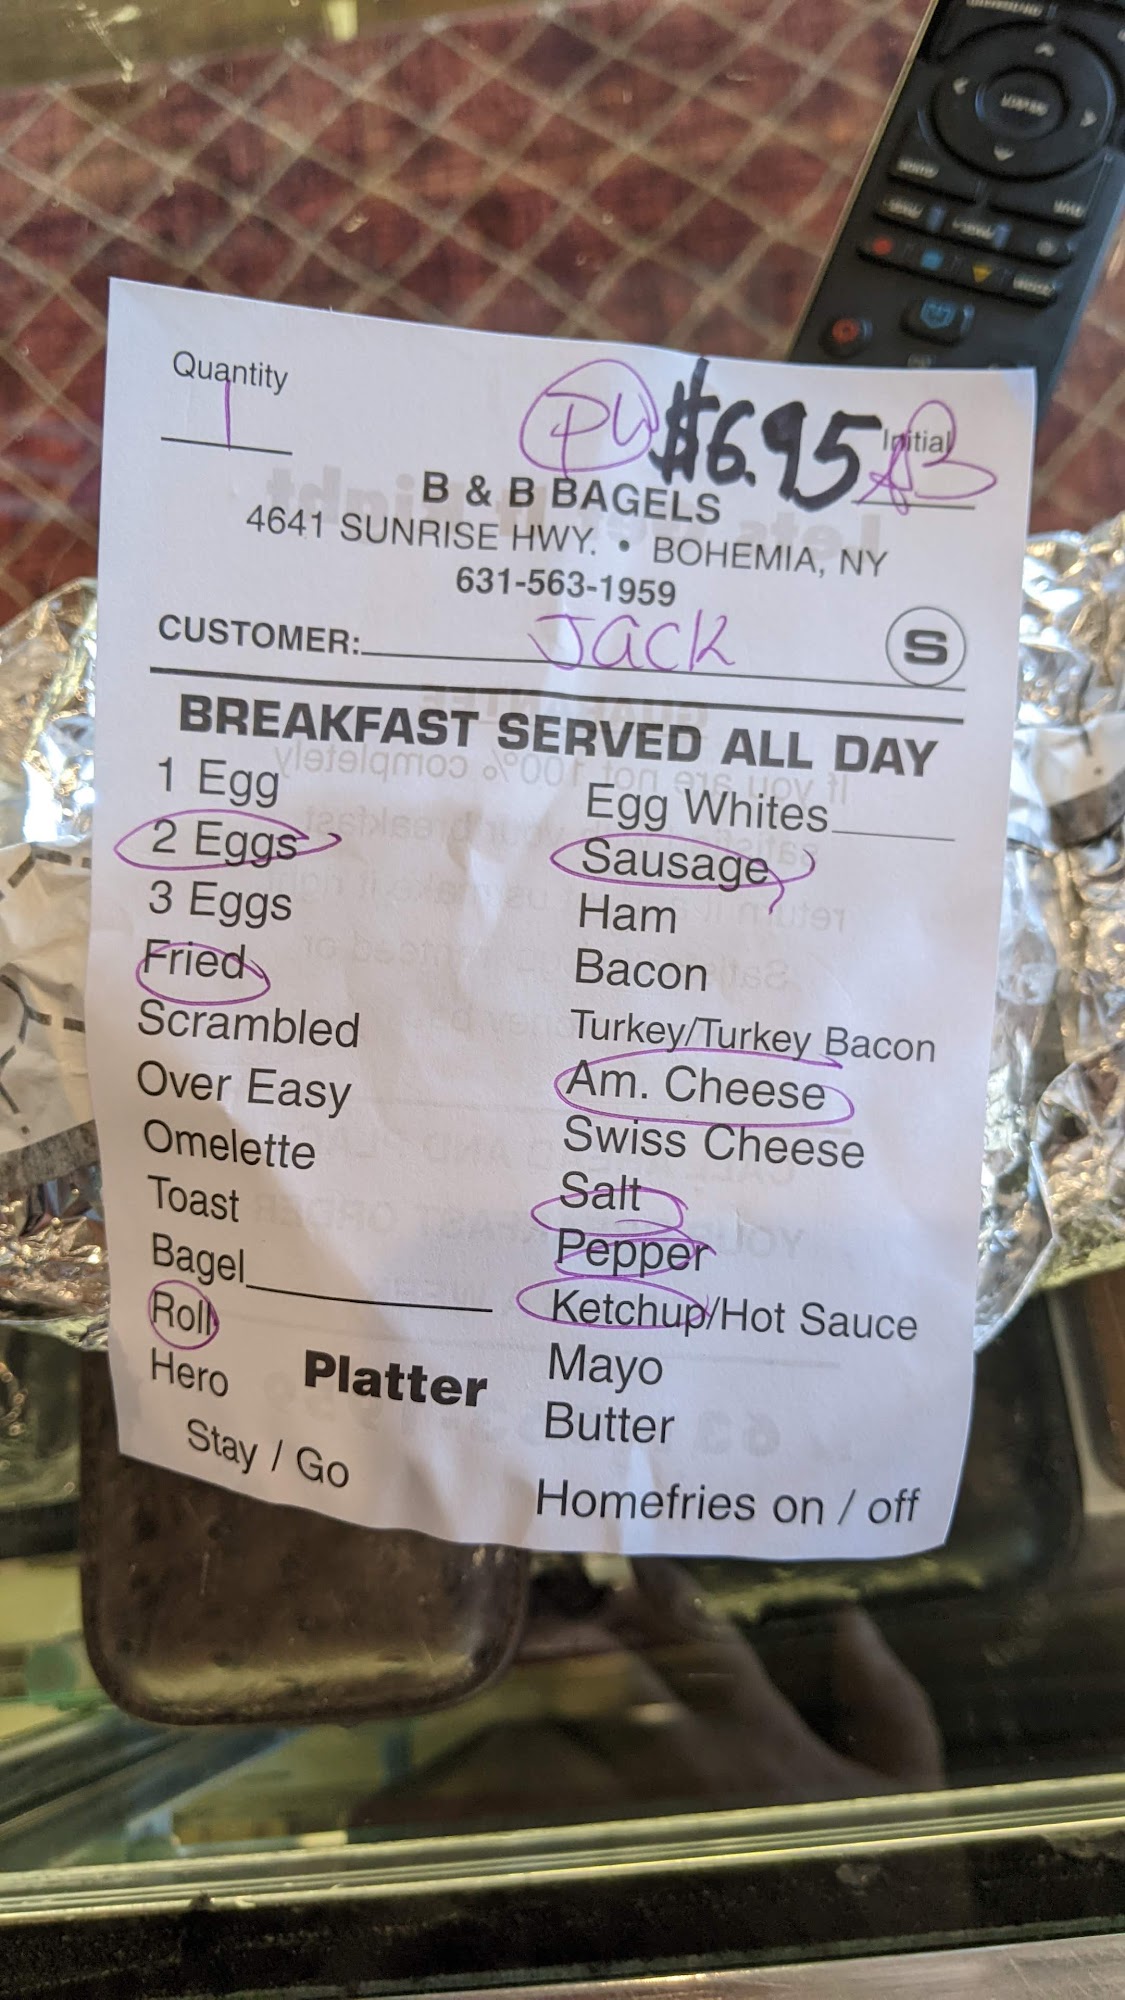 Quantity
1
PU $6.95 Initial
B & B BAGELS
4641 SUNRISE HWY. • BOHEMIA, NY
631-563-1959
CUSTOMER: Jack
S
BREAKFAST SERVED ALL DAY
1 Egg
2 Eggs
3 Eggs
Fried
Scrambled
Over Easy
Omelette
Toast
Bagel
Roll
Hero
Platter
Stay / Go
Egg Whites
Sausage
Ham
Bacon
Turkey/Turkey Bacon
Am. Cheese
Swiss Cheese
Salt
Pepper
Ketchup/Hot Sauce
Mayo
Butter
Homefries on / off